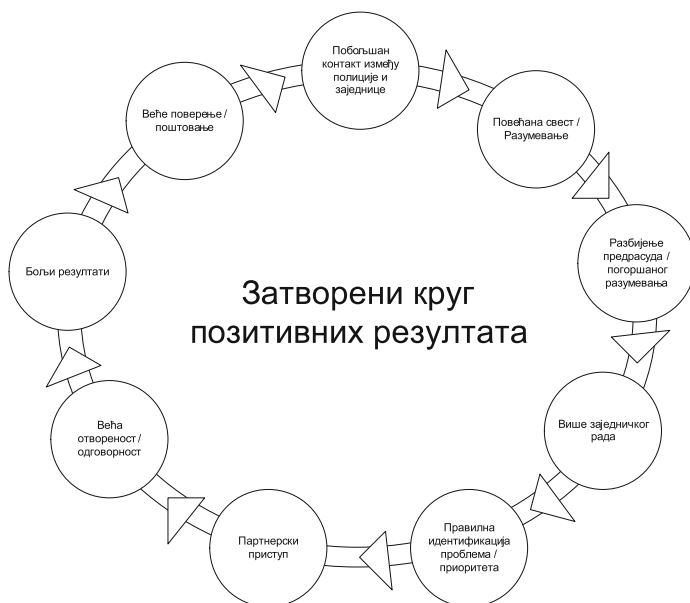 Побољшан
контакт између
полиције и
заједнице
Повећана свест /
Разумевање
Разбијење
предрасуда /
погоршаног
разумевања
Више заједничког
рада
Правилна
идентификација
проблема /
приоритета
Партнерски
приступ
Већа
отвореност /
одговорност
Бољи резултати
Веће поверење /
поштовање
Затворени круг
позитивних резултата